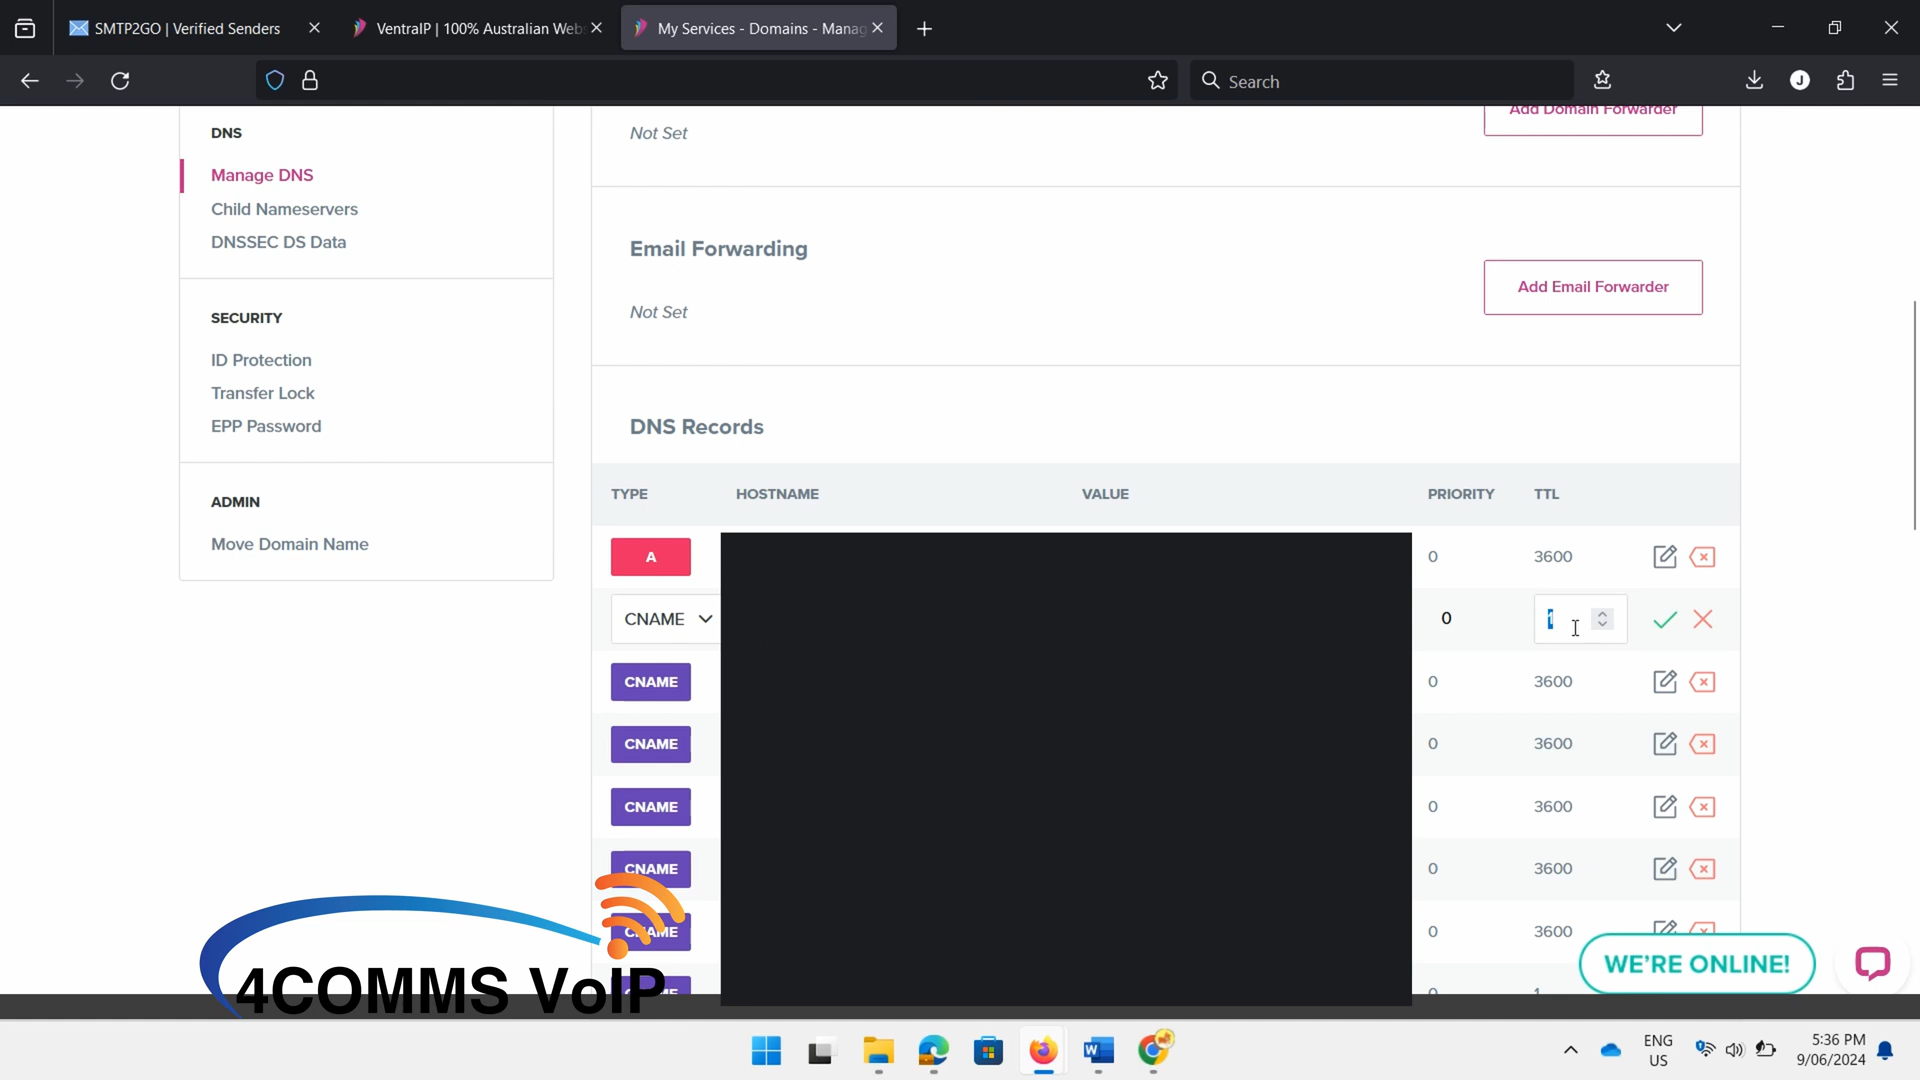 SMTP2GO | Verified Senders
VentraIP | 100% Australian Web
My Services - Domains - Manag
Search
J
DNS
Manage DNS
Child Nameservers
DNSSEC DS Data
SECURITY
ID Protection
Transfer Lock
EPP Password
ADMIN
Move Domain Name
Not Set
Add Domain Forwarder
Email Forwarding
Not Set
Add Email Forwarder
DNS Records
TYPE HOSTNAME VALUE PRIORITY TTL
A 0 3600
CNAME 0 1
CNAME 0 3600
CNAME 0 3600
CNAME 0 3600
CNAME 0 3600
CNAME 0 3600
0 1
WE'RE ONLINE!
4COMMS VoIP
ENG
US
5:36 PM
9/06/2024